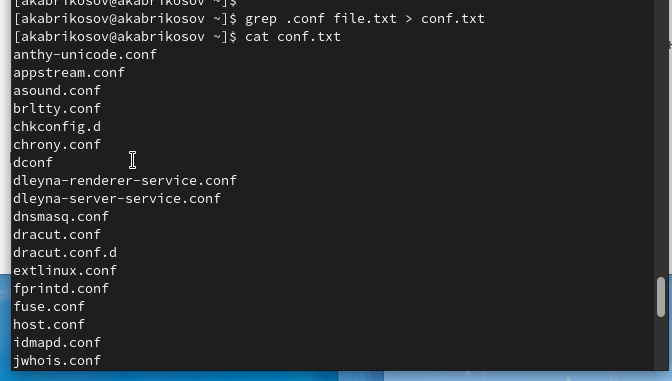 [akabrikosov@akabrikosov ~]$
[akabrikosov@akabrikosov ~]$ grep .conf file.txt > conf.txt
[akabrikosov@akabrikosov ~]$ cat conf.txt
anthy-unicode.conf
appstream.conf
asound.conf
brltty.conf
chkconfig.d
chrony.conf
dconf
dleyna-renderer-service.conf
dleyna-server-service.conf
dnsmasq.conf
dracut.conf
dracut.conf.d
extlinux.conf
fprintd.conf
fuse.conf
host.conf
idmapd.conf
jwhois.conf